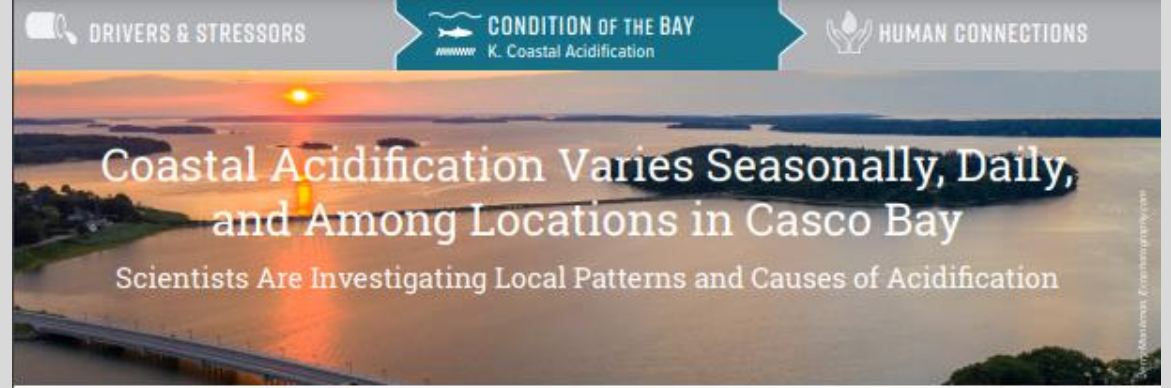 DRIVERS & STRESSORS
CONDITION OF THE BAY
K. Coastal Acidification
HUMAN CONNECTIONS
Coastal Acidification Varies Seasonally, Daily,
and Among Locations in Casco Bay
Scientists Are Investigating Local Patterns and Causes of Acidification